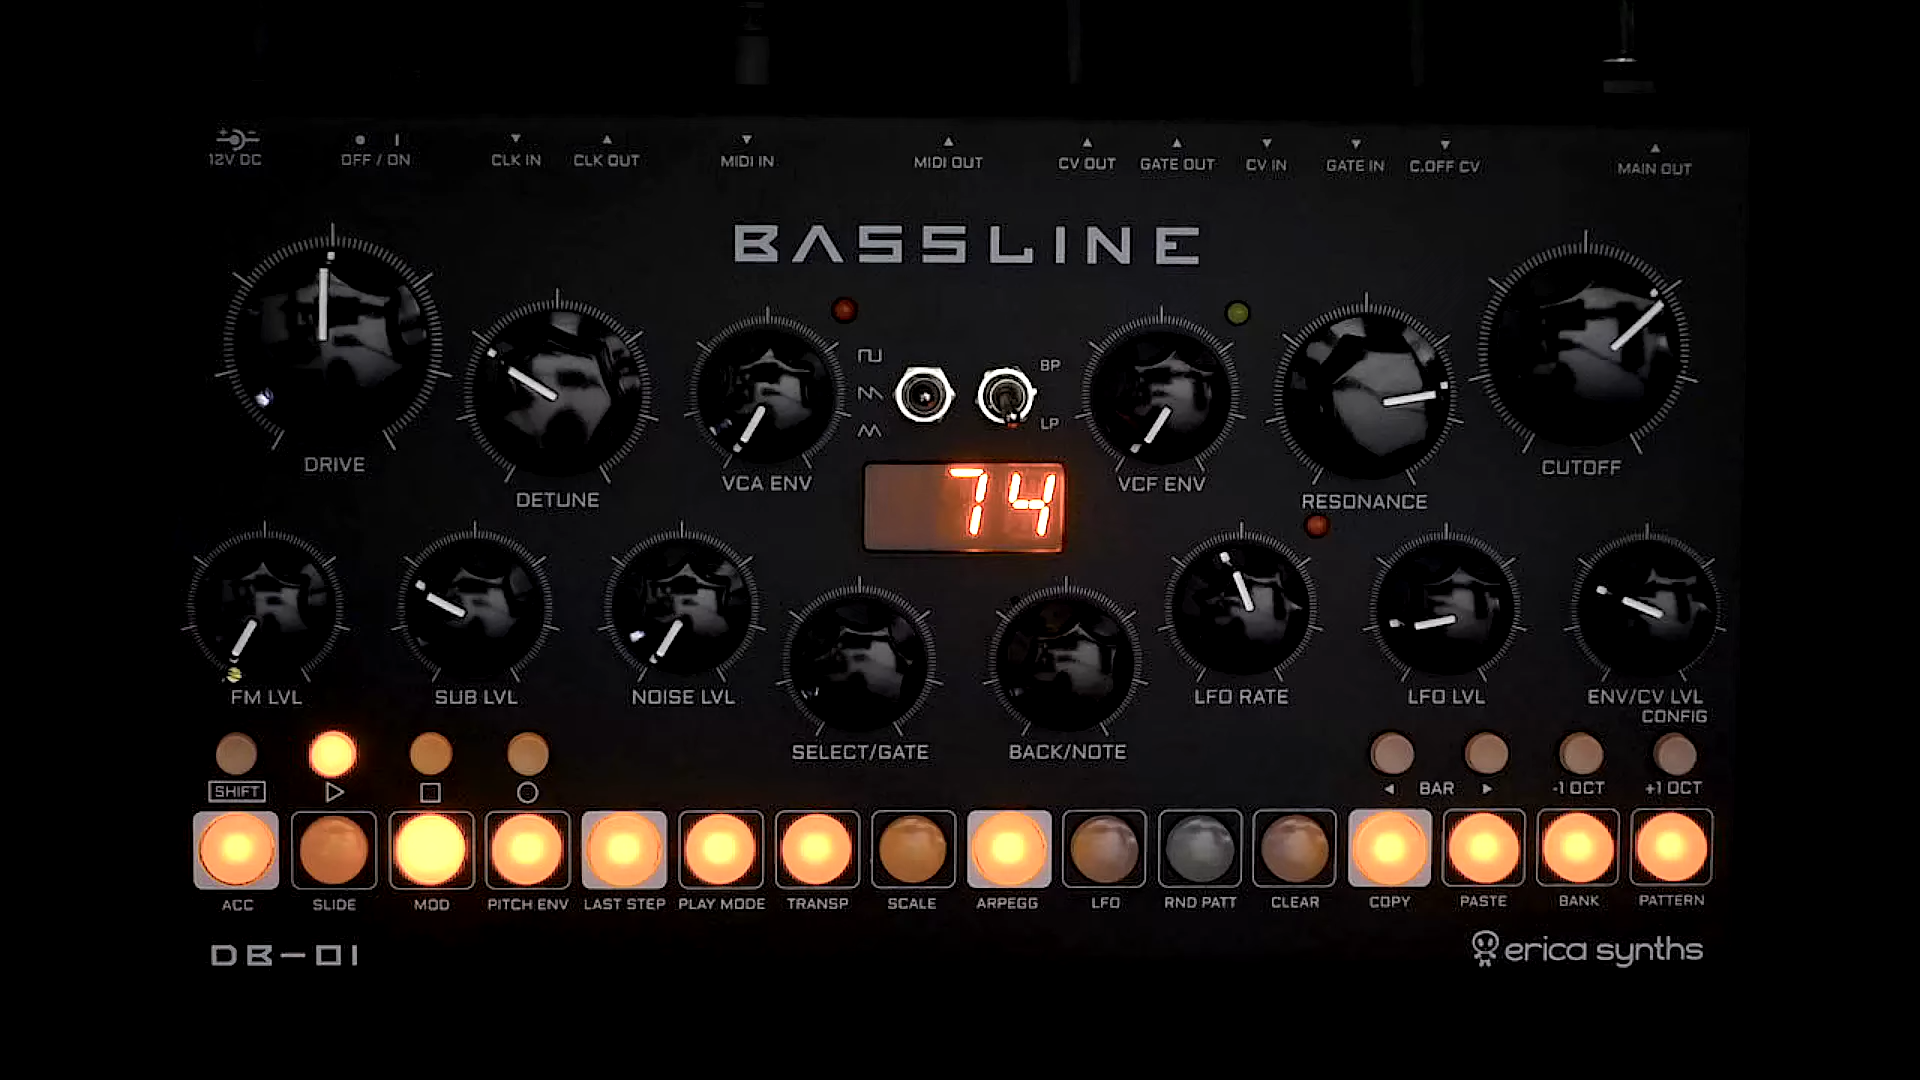 12V DC OFF / ON CLK IN CLK OUT MIDI IN MIDI OUT CV OUT GATE OUT CV IN GATE IN C.OFF CV MAIN OUT
BASSLINE
BP
LP
DRIVE DETUNE VCA ENV VCF ENV RESONANCE CUTOFF
74
FM LVL SUB LVL NOISE LVL LFO RATE LFO LVL ENV/CV LVL
CONFIG
SELECT/GATE BACK/NOTE
SHIFT BAR -1 OCT +1 OCT
ACC SLIDE MOD PITCH ENV LAST STEP PLAY MODE TRANSP SCALE ARPEGG LFO RND PATT CLEAR COPY PASTE BANK PATTERN
DB-01 erica synths